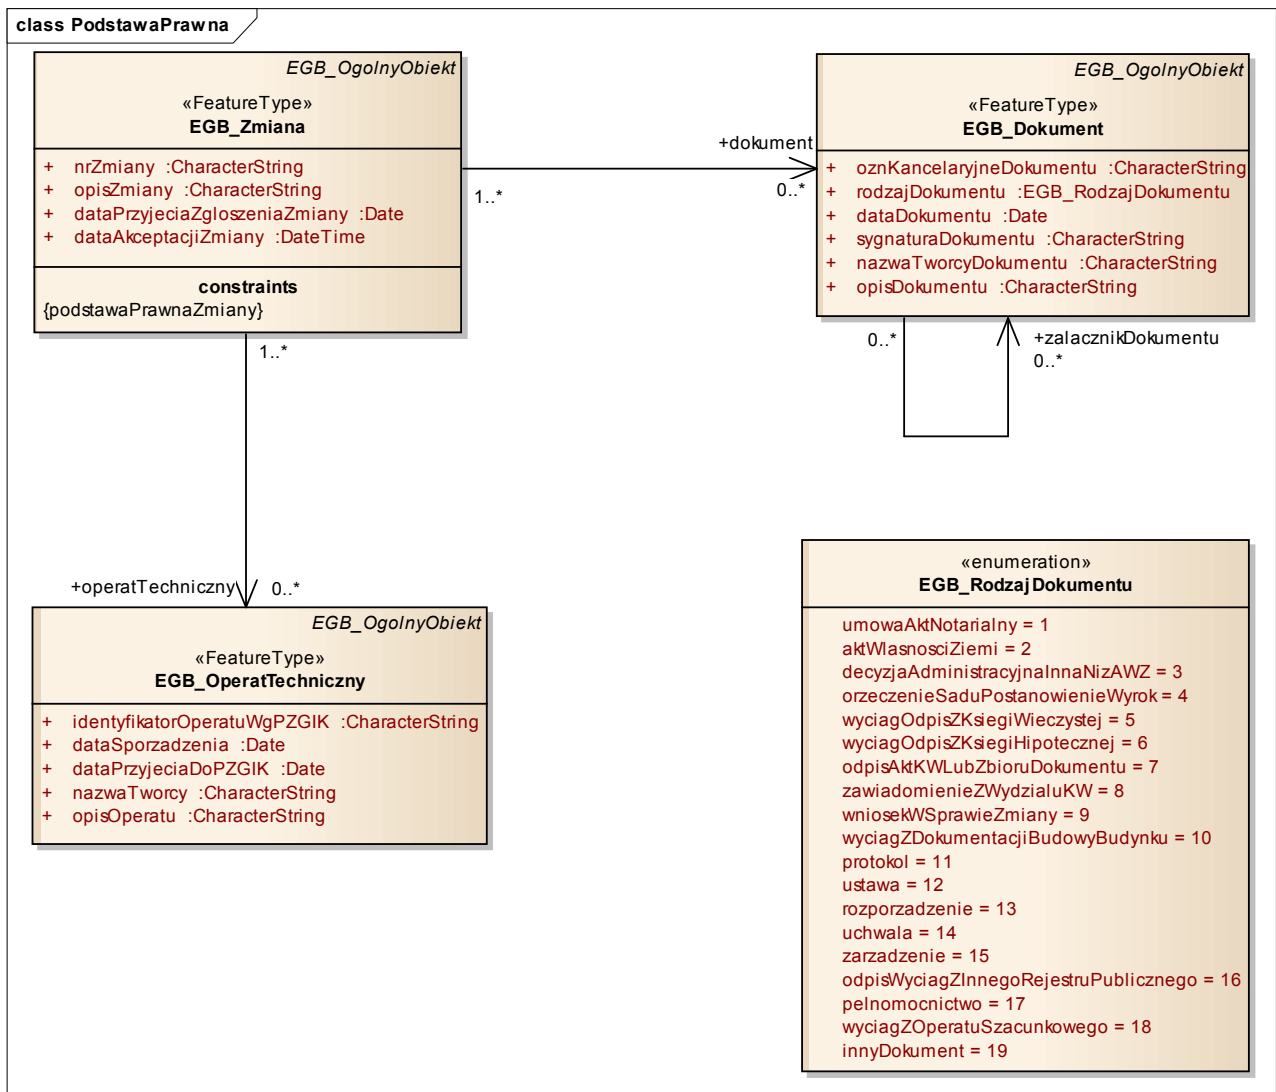 class PodstawaPrawna
EGB_OgolnyObiekt
«FeatureType»
EGB_Zmiana
+ nrZmiany :CharacterString
+ opisZmiany :CharacterString
+ dataPrzyjeciaZgloszeniaZmiany :Date
+ dataAkceptacjiZmiany :DateTime
constraints
{podstawaPrawnaZmiany}
1..*
+dokument
0..*
EGB_OgolnyObiekt
«FeatureType»
EGB_Dokument
+ oznKancelaryjneDokumentu :CharacterString
+ rodzajDokumentu :EGB_RodzajDokumentu
+ dataDokumentu :Date
+ sygnaturaDokumentu :CharacterString
+ nazwaTworcyDokumentu :CharacterString
+ opisDokumentu :CharacterString
0..*
+zalacznikDokumentu
0..*
1..*
+operatTechniczny
0..*
EGB_OgolnyObiekt
«FeatureType»
EGB_OperatTechniczny
+ identyfikatorOperatuWgPZGIK :CharacterString
+ dataSporzadzenia :Date
+ dataPrzyjeciaDoPZGIK :Date
+ nazwaTworcy :CharacterString
+ opisOperatu :CharacterString
«enumeration»
EGB_RodzajDokumentu
umowaAktNotarialny = 1
aktWlasnosciZiemi = 2
decyzjaAdministracyjnaInnaNizAWZ = 3
orzeczenieSaduPostanowienieWyrok = 4
wyciagOdpisZKsiegiWieczystej = 5
wyciagOdpisZKsiegiHipotecznej = 6
odpisAktKWLubZbioruDokumentu = 7
zawiadomienieZWydzialuKW = 8
wniosekWSprawieZmiany = 9
wyciagZDokumentacjiBudowyBudynku = 10
protokol = 11
ustawa = 12
rozporzadzenie = 13
uchwala = 14
zarzadzenie = 15
odpisWyciagZInnegoRejestruPublicznego = 16
pelnomocnictwo = 17
wyciagZOperatuSzacunkowego = 18
innyDokument = 19